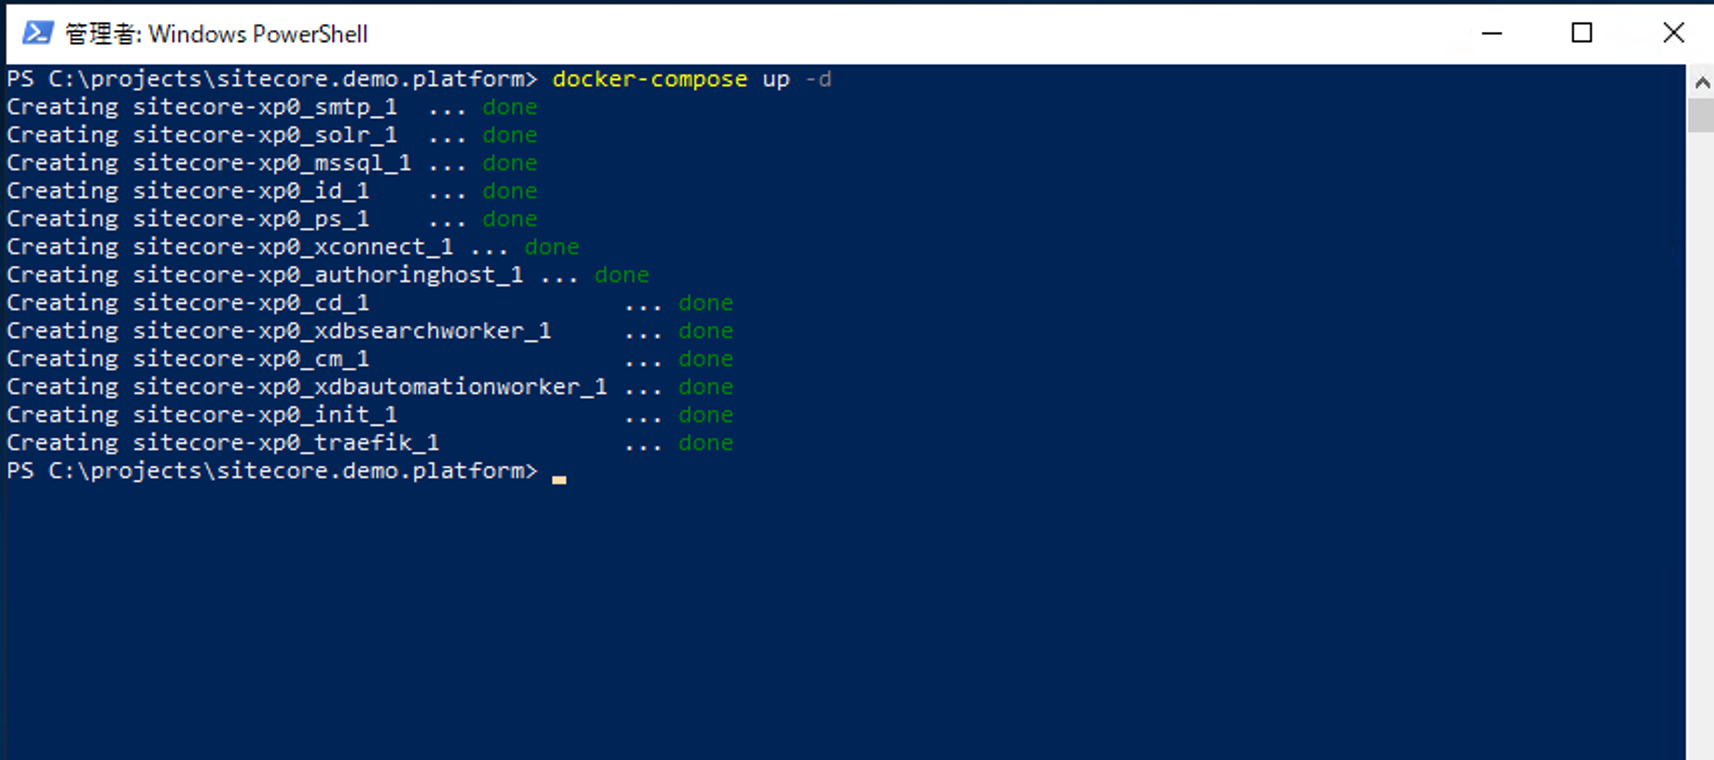 管理者: Windows PowerShell
PS C:\projects\sitecore.demo.platform> docker-compose up -d
Creating sitecore-xp0_smtp_1  ... done
Creating sitecore-xp0_solr_1  ... done
Creating sitecore-xp0_mssql_1 ... done
Creating sitecore-xp0_id_1    ... done
Creating sitecore-xp0_ps_1    ... done
Creating sitecore-xp0_xconnect_1 ... done
Creating sitecore-xp0_authoringhost_1 ... done
Creating sitecore-xp0_cd_1                  ... done
Creating sitecore-xp0_xdbsearchworker_1     ... done
Creating sitecore-xp0_cm_1                  ... done
Creating sitecore-xp0_xdbautomationworker_1 ... done
Creating sitecore-xp0_init_1                ... done
Creating sitecore-xp0_traefik_1             ... done
PS C:\projects\sitecore.demo.platform>